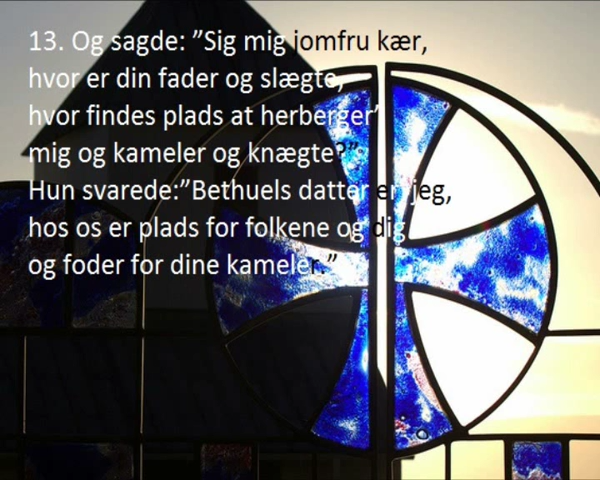 13. Og sagde: ”Sig mig jomfru kær,
hvor er din fader og slægte,
hvor findes plads at herberger’
mig og kameler og knægte?”
Hun svarede:”Bethuels datter er jeg,
hos os er plads for folkene og dig
og foder for dine kameler.”